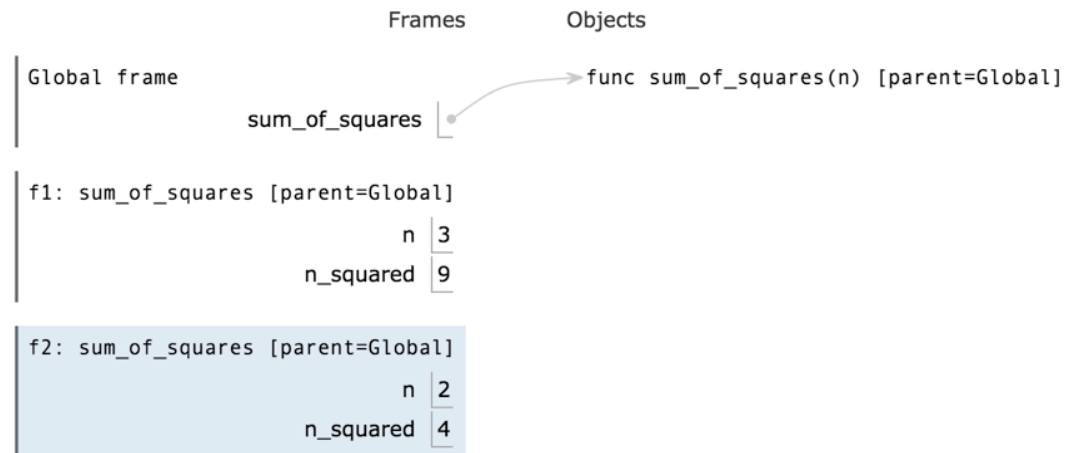 Frames Objects
Global frame func sum_of_squares(n) [parent=Global]
sum_of_squares
f1: sum_of_squares [parent=Global]
n 3
n_squared 9
f2: sum_of_squares [parent=Global]
n 2
n_squared 4